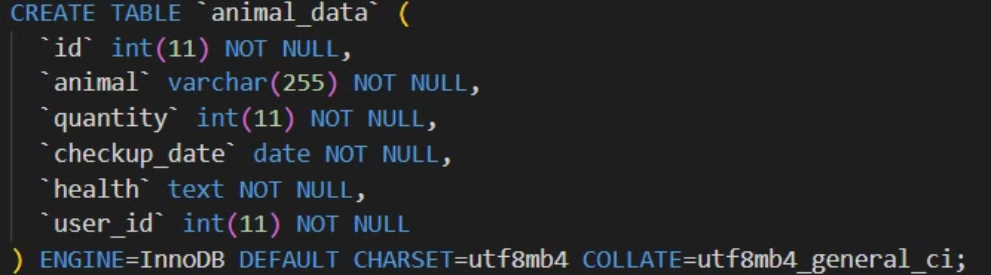 CREATE TABLE `animal_data` (
  `id` int(11) NOT NULL,
  `animal` varchar(255) NOT NULL,
  `quantity` int(11) NOT NULL,
  `checkup_date` date NOT NULL,
  `health` text NOT NULL,
  `user_id` int(11) NOT NULL
) ENGINE=InnoDB DEFAULT CHARSET=utf8mb4 COLLATE=utf8mb4_general_ci;